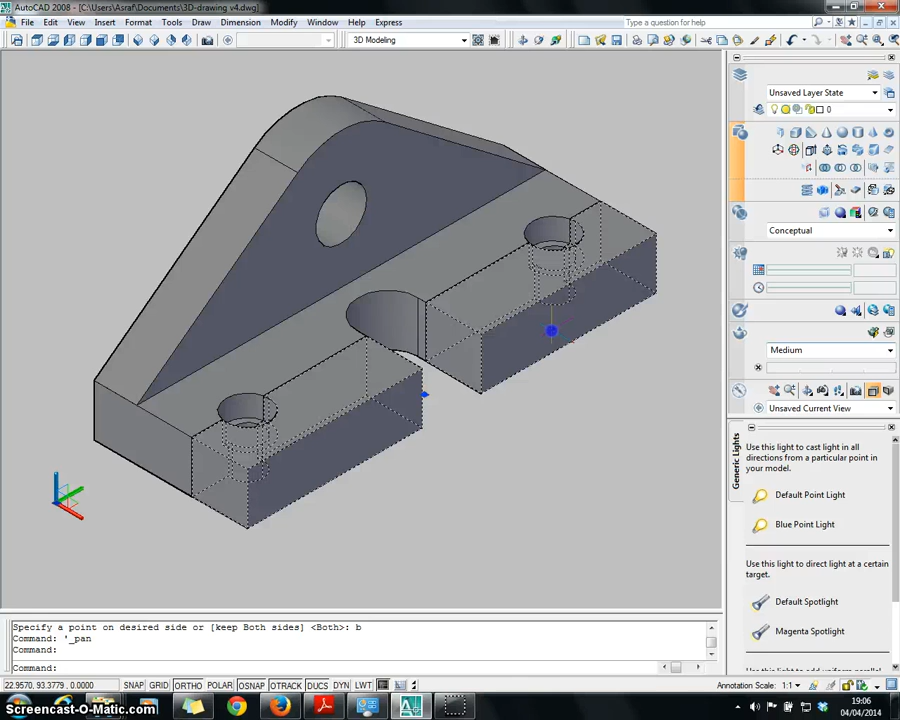 AutoCAD 2008 - [C:\Users\Asraf\Documents\3D-drawing v4.dwg]
File Edit View Insert Format Tools Draw Dimension Modify Window Help Express
Type a question for help
3D Modeling
Unsaved Layer State
0
Conceptual
Medium
Unsaved Current View
Generic Lights
Use this light to cast light in all
directions from a particular point in
your model.
Default Point Light
Blue Point Light
Use this light to direct light at a certain
target.
Default Spotlight
Magenta Spotlight
Specify a point on desired side or [keep Both sides] <Both>: b
Command: '_pan
Command:
Command:
22.9570, 93.3779 , 0.0000 SNAP GRID ORTHO POLAR OSNAP OTRACK DUCS DYN LWT
Annotation Scale: 1:1
Screencast-O-Matic.com
19:06
04/04/2014